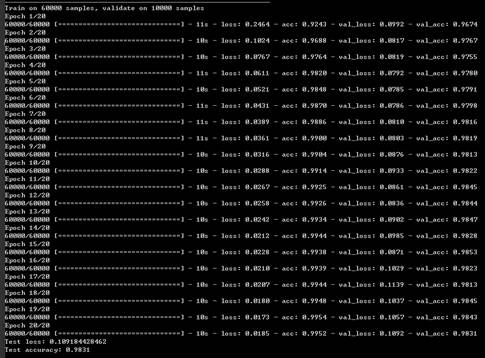 Train on 60000 samples, validate on 10000 samples
Epoch 1/20
60000/60000 [==============================] - 11s - loss: 0.2464 - acc: 0.9243 - val_loss: 0.0992 - val_acc: 0.9674
Epoch 2/20
60000/60000 [==============================] - 10s - loss: 0.1024 - acc: 0.9688 - val_loss: 0.0817 - val_acc: 0.9767
Epoch 3/20
60000/60000 [==============================] - 10s - loss: 0.0767 - acc: 0.9764 - val_loss: 0.0819 - val_acc: 0.9755
Epoch 4/20
60000/60000 [==============================] - 11s - loss: 0.0611 - acc: 0.9820 - val_loss: 0.0792 - val_acc: 0.9780
Epoch 5/20
60000/60000 [==============================] - 10s - loss: 0.0521 - acc: 0.9848 - val_loss: 0.0785 - val_acc: 0.9791
Epoch 6/20
60000/60000 [==============================] - 10s - loss: 0.0431 - acc: 0.9870 - val_loss: 0.0786 - val_acc: 0.9798
Epoch 7/20
60000/60000 [==============================] - 11s - loss: 0.0389 - acc: 0.9886 - val_loss: 0.0810 - val_acc: 0.9816
Epoch 8/20
60000/60000 [==============================] - 11s - loss: 0.0361 - acc: 0.9900 - val_loss: 0.0803 - val_acc: 0.9819
Epoch 9/20
60000/60000 [==============================] - 10s - loss: 0.0316 - acc: 0.9904 - val_loss: 0.0876 - val_acc: 0.9813
Epoch 10/20
60000/60000 [==============================] - 10s - loss: 0.0288 - acc: 0.9914 - val_loss: 0.0933 - val_acc: 0.9822
Epoch 11/20
60000/60000 [==============================] - 10s - loss: 0.0267 - acc: 0.9925 - val_loss: 0.0861 - val_acc: 0.9845
Epoch 12/20
60000/60000 [==============================] - 10s - loss: 0.0258 - acc: 0.9926 - val_loss: 0.0836 - val_acc: 0.9844
Epoch 13/20
60000/60000 [==============================] - 10s - loss: 0.0242 - acc: 0.9934 - val_loss: 0.0902 - val_acc: 0.9847
Epoch 14/20
60000/60000 [==============================] - 10s - loss: 0.0212 - acc: 0.9944 - val_loss: 0.0985 - val_acc: 0.9828
Epoch 15/20
60000/60000 [==============================] - 10s - loss: 0.0228 - acc: 0.9938 - val_loss: 0.0871 - val_acc: 0.9853
Epoch 16/20
60000/60000 [==============================] - 10s - loss: 0.0210 - acc: 0.9939 - val_loss: 0.1029 - val_acc: 0.9823
Epoch 17/20
60000/60000 [==============================] - 10s - loss: 0.0207 - acc: 0.9944 - val_loss: 0.1139 - val_acc: 0.9813
Epoch 18/20
60000/60000 [==============================] - 10s - loss: 0.0180 - acc: 0.9948 - val_loss: 0.1037 - val_acc: 0.9845
Epoch 19/20
60000/60000 [==============================] - 10s - loss: 0.0173 - acc: 0.9954 - val_loss: 0.1057 - val_acc: 0.9843
Epoch 20/20
60000/60000 [==============================] - 10s - loss: 0.0185 - acc: 0.9952 - val_loss: 0.1092 - val_acc: 0.9831
Test loss: 0.109184428462
Test accuracy: 0.9831